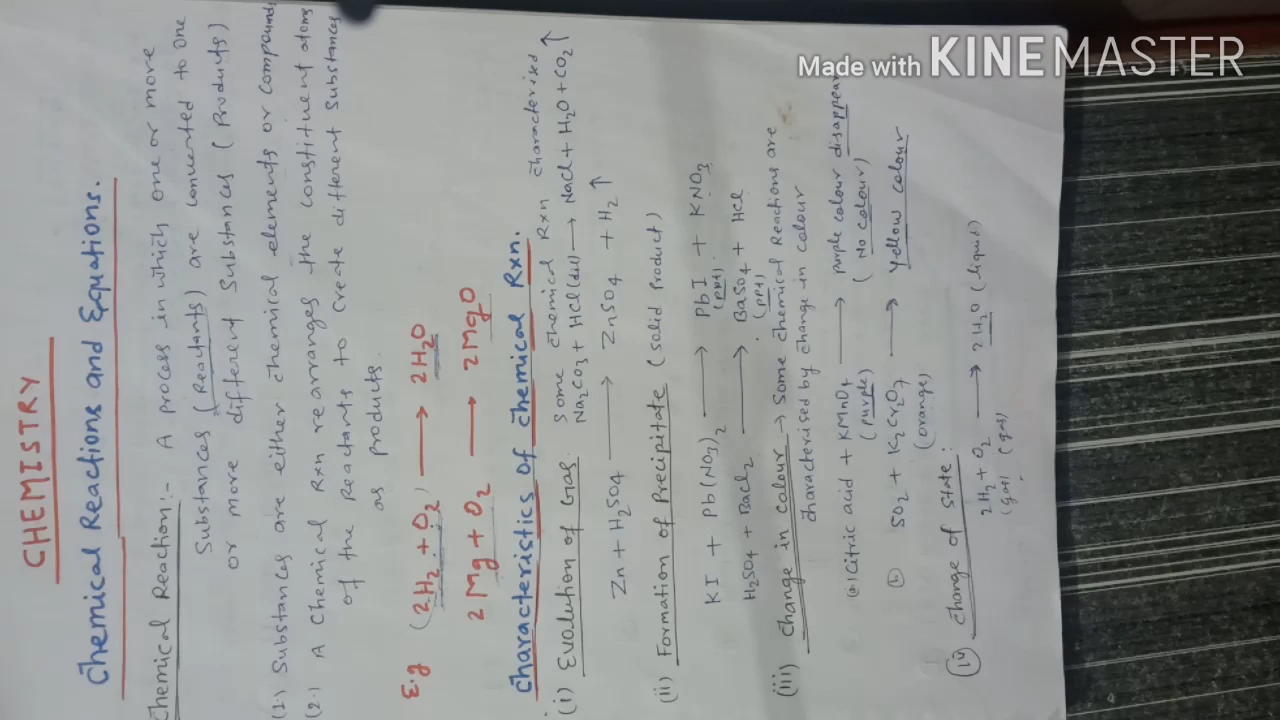 Made with KINEMASTER
CHEMISTRY
Chemical Reactions and Equations.
Chemical Reaction:- A process in which one or more
Substances (Reactants) are converted to one
or more different Substances (Products)
(1.) Substances are either chemical elements or compounds
(2.) A Chemical Rxn rearranges the constituent atoms
of the Reactants to create different substances
as products.
E.g (2H₂ + O₂) ⟶ 2H₂O
2Mg + O₂ ⟶ 2MgO
Characteristics of chemical Rxn.
(i) Evolution of Gas. Some chemical Rxn characterised
Na₂CO₃ + HCl(dil) ⟶ NaCl + H₂O + CO₂ ↑
Zn + H₂SO4 ⟶ ZnSO4 + H₂ ↑
(ii) Formation of Precipitate (solid product)
KI + Pb(NO₃)₂ ⟶ PbI + KNO₃
(PPt).
H₂SO4 + BaCl₂ ⟶ BaSO4 + HCl
(PPt)
(iii) change in colour → Some chemical Reactions are
characterised by change in colour
(a) Citric acid + KMnO4 ⟶ Purple colour disappear
(purple) (No colour)
(b) SO₂ + K₂Cr₂O₇ ⟶ Yellow colour
(orange)
(iv) change of state:
2H₂ + O₂ ⟶ 2H₂O (liquid)
(gas) (gas)